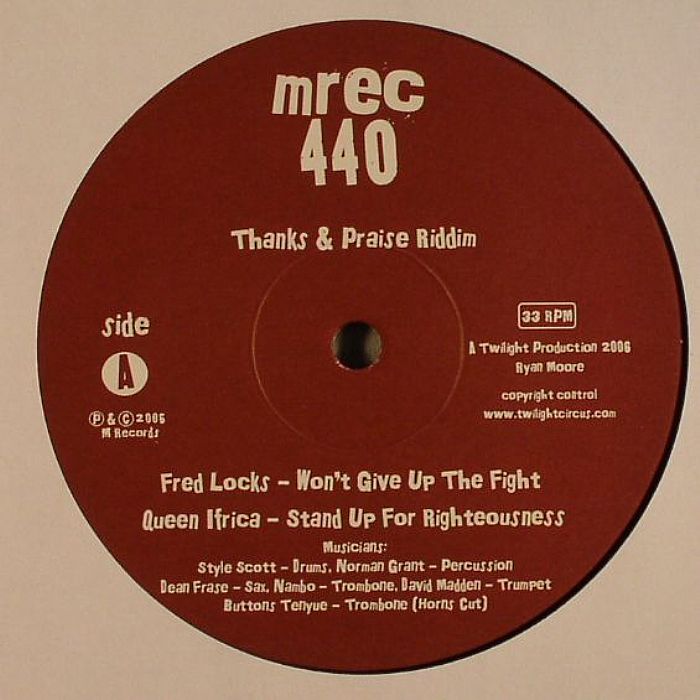 mrec
440
Thanks & Praise Riddim
side
A
℗ & © 2006
M Records
33 RPM
A Twilight Production 2006
Ryan Moore
copyright control
www.twilightcircus.com
Fred Locks – Won't Give Up The Fight
Queen Ifrica – Stand Up For Righteousness
Musicians:
Style Scott – Drums, Norman Grant – Percussion
Dean Frase – Sax, Nambo – Trombone, David Madden – Trumpet
Buttons Tenyue – Trombone (Horns Cut)